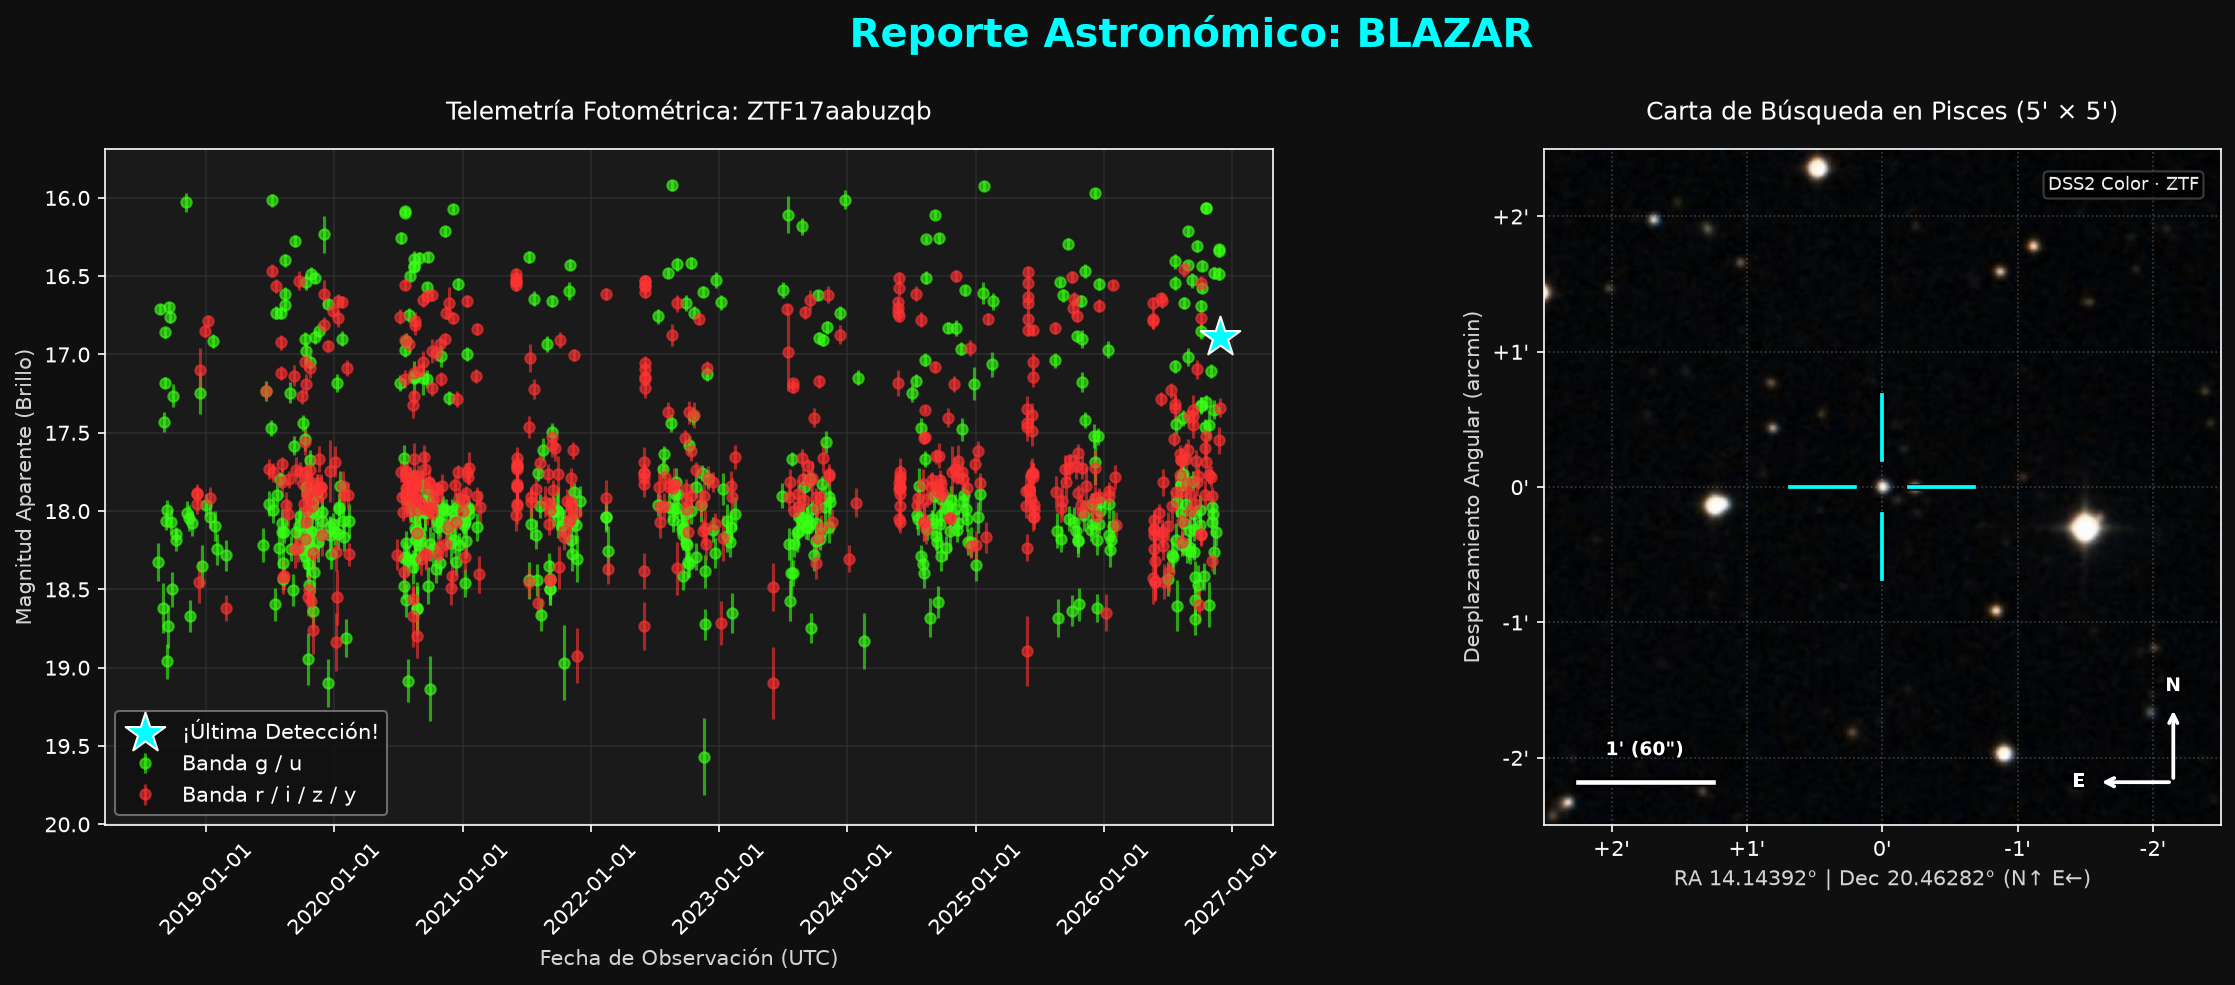 Reporte Astronómico: BLAZAR
Telemetría Fotométrica: ZTF17aabuzqb
Magnitud Aparente (Brillo)
16.0
16.5
17.0
17.5
18.0
18.5
19.0
19.5
20.0
¡Última Detección!
Banda g / u
Banda r / i / z / y
2019-01-01
2020-01-01
2021-01-01
2022-01-01
2023-01-01
2024-01-01
2025-01-01
2026-01-01
2027-01-01
Fecha de Observación (UTC)
Carta de Búsqueda en Pisces (5' × 5')
DSS2 Color · ZTF
Desplazamiento Angular (arcmin)
+2'
+1'
0'
-1'
-2'
N
E
1' (60")
+2'
+1'
0'
-1'
-2'
RA 14.14392° | Dec 20.46282° (N↑ E←)